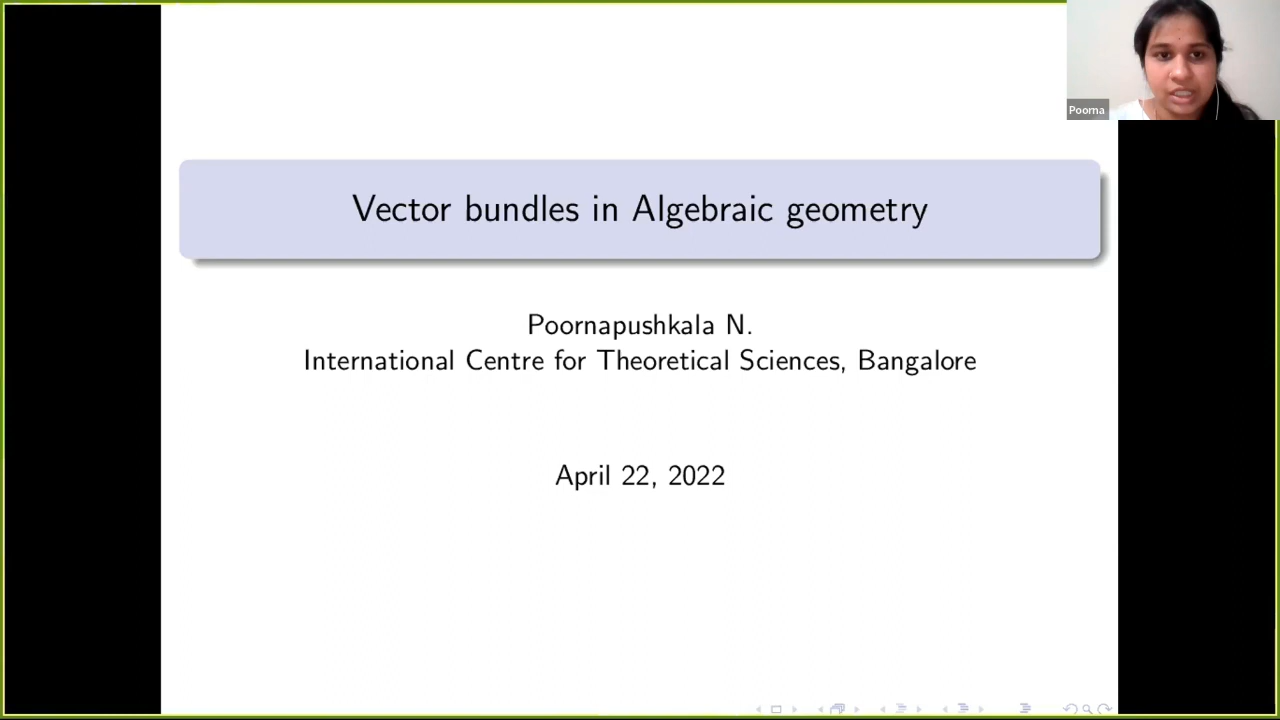 Poorna
Vector bundles in Algebraic geometry
Poornapushkala N.
International Centre for Theoretical Sciences, Bangalore
April 22, 2022